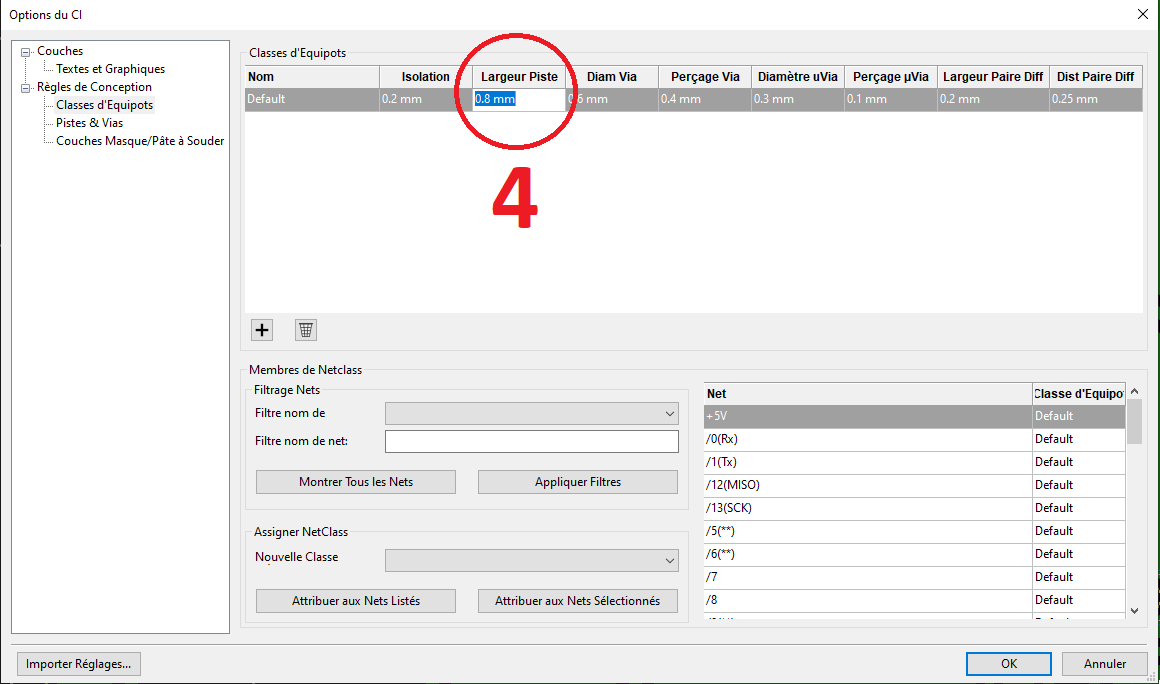 Options du CI
Couches
Textes et Graphiques
Règles de Conception
Classes d'Equipots
Pistes & Vias
Couches Masque/Pâte à Souder
Classes d'Equipots
Nom Isolation Largeur Piste Diam Via Perçage Via Diamètre uVia Perçage µVia Largeur Paire Diff Dist Paire Diff
Default 0.2 mm 0.8 mm 0.6 mm 0.4 mm 0.3 mm 0.1 mm 0.2 mm 0.25 mm
4
Membres de Netclass
Filtrage Nets
Filtre nom de
Filtre nom de net:
Montrer Tous les Nets Appliquer Filtres
Assigner NetClass
Nouvelle Classe
Attribuer aux Nets Listés Attribuer aux Nets Sélectionnés
Net Classe d'Equipo
+5V Default
/0(Rx) Default
/1(Tx) Default
/12(MISO) Default
/13(SCK) Default
/5(**) Default
/6(**) Default
/7 Default
/8 Default
Importer Réglages... OK Annuler